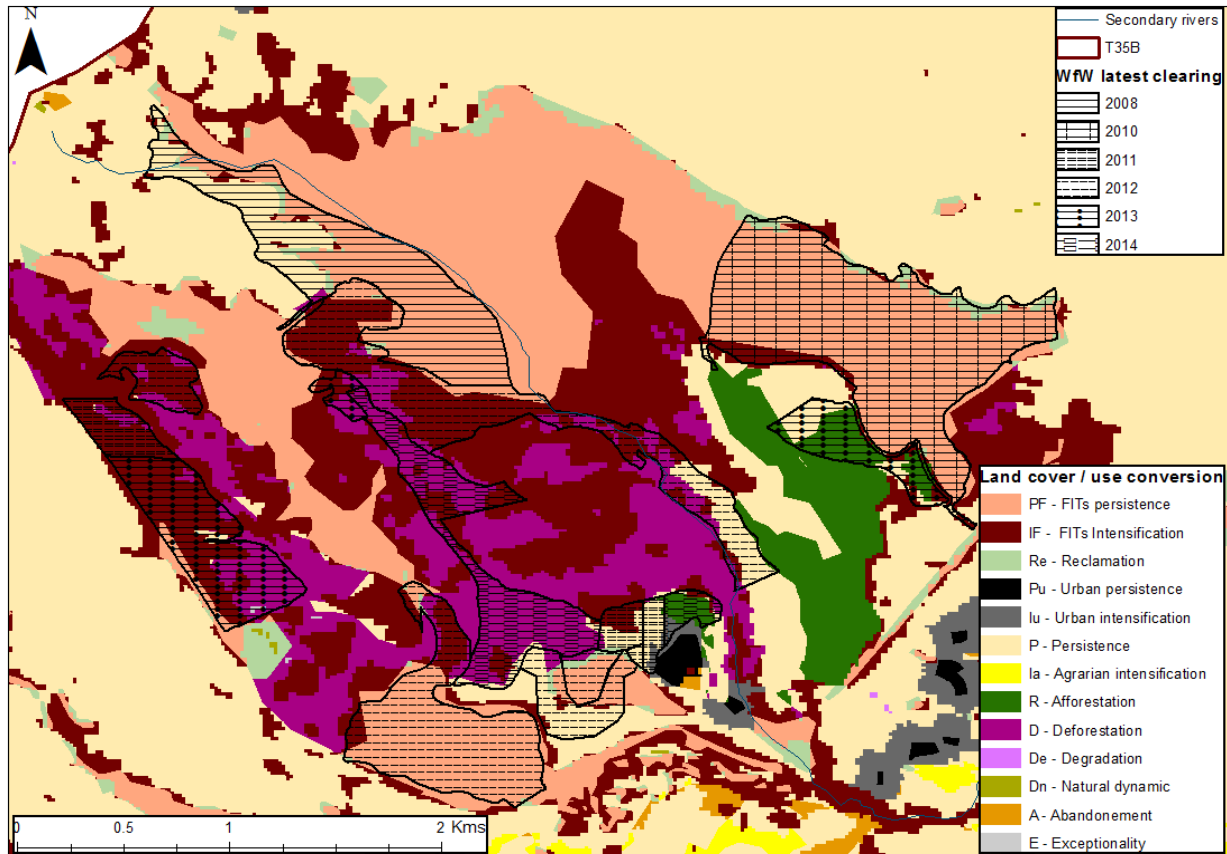 N
Secondary rivers
T35B
WfW latest clearing
2008
2010
2011
2012
2013
2014
Land cover / use conversion
PF - FITs persistence
IF - FITs Intensification
Re - Reclamation
Pu - Urban persistence
Iu - Urban intensification
P - Persistence
Ia - Agrarian intensification
R - Afforestation
D - Deforestation
De - Degradation
Dn - Natural dynamic
A - Abandonement
E - Exceptionality
0 0.5 1 2 Kms